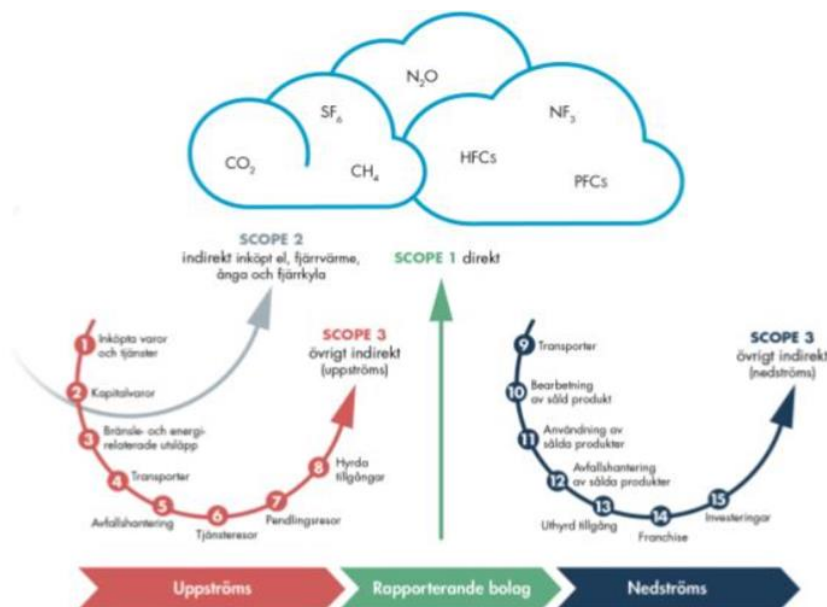 N₂O
SF₆
NF₃
CO₂
CH₄
HFCs
PFCs
SCOPE 2
indirekt inköpt el, fjärrvärme,
ånga och fjärrkyla
SCOPE 1 direkt
SCOPE 3
övrigt indirekt
(uppströms)
SCOPE 3
övrigt indirekt
(nedströms)
1 Inköpta varor
och tjänster
2 Kapitalvaror
3 Bränsle- och energi-
relaterade utsläpp
4 Transporter
5 Avfallshantering
6 Tjänsteresor
7 Pendlingsresor
8 Hyrda
tillgångar
9 Transporter
10 Bearbetning
av såld produkt
11 Användning av
sålda produkter
12 Avfallshantering
av sålda produkter
13 Uthyrd tillgång
14 Franchise
15 Investeringar
Uppströms
Rapporterande bolag
Nedströms